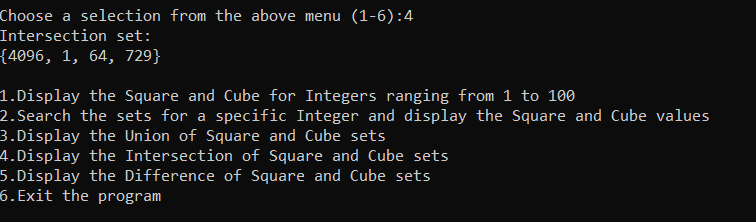 Choose a selection from the above menu (1-6):4
Intersection set:
{4096, 1, 64, 729}
1.Display the Square and Cube for Integers ranging from 1 to 100
2.Search the sets for a specific Integer and display the Square and Cube values
3.Display the Union of Square and Cube sets
4.Display the Intersection of Square and Cube sets
5.Display the Difference of Square and Cube sets
6.Exit the program